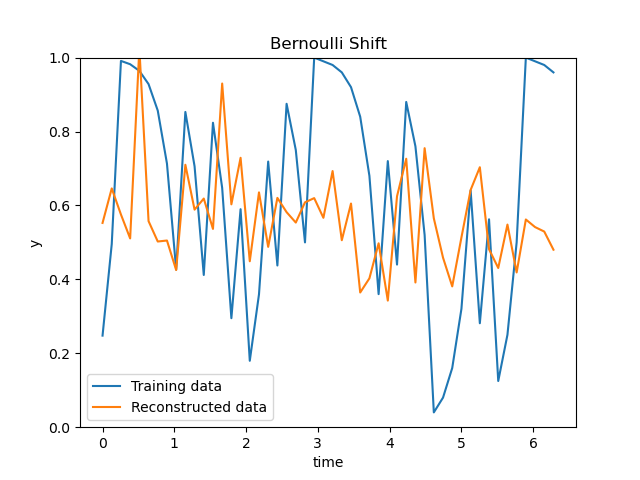 Bernoulli Shift
1.0
0.8
0.6
0.4
0.2
0.0
y
Training data
Reconstructed data
0 1 2 3 4 5 6
time